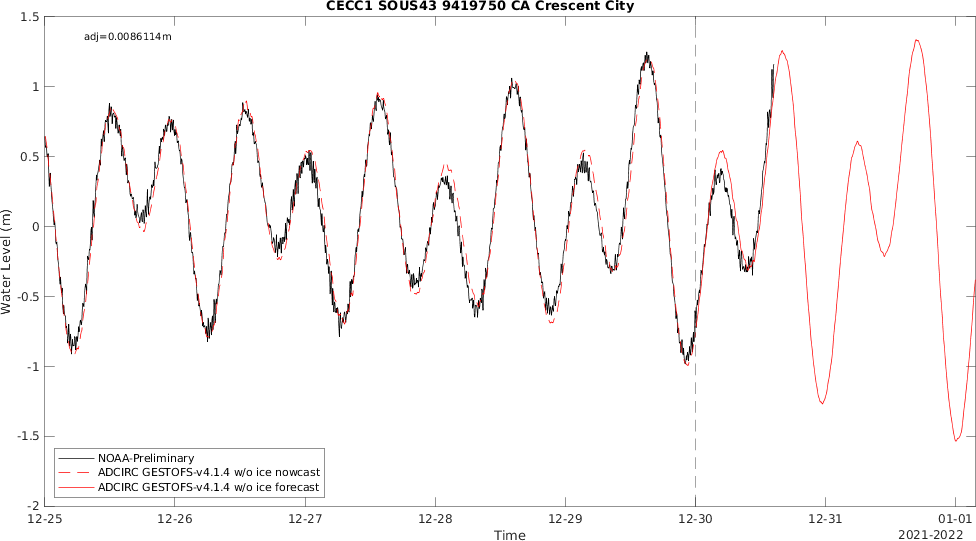 CECC1 SOUS43 9419750 CA Crescent City
adj=0.0086114m
1.5
1
0.5
0
-0.5
-1
-1.5
-2
Water Level (m)
NOAA-Preliminary
ADCIRC GESTOFS-v4.1.4 w/o ice nowcast
ADCIRC GESTOFS-v4.1.4 w/o ice forecast
12-25 12-26 12-27 12-28 12-29 12-30 12-31 01-01
Time
2021-2022